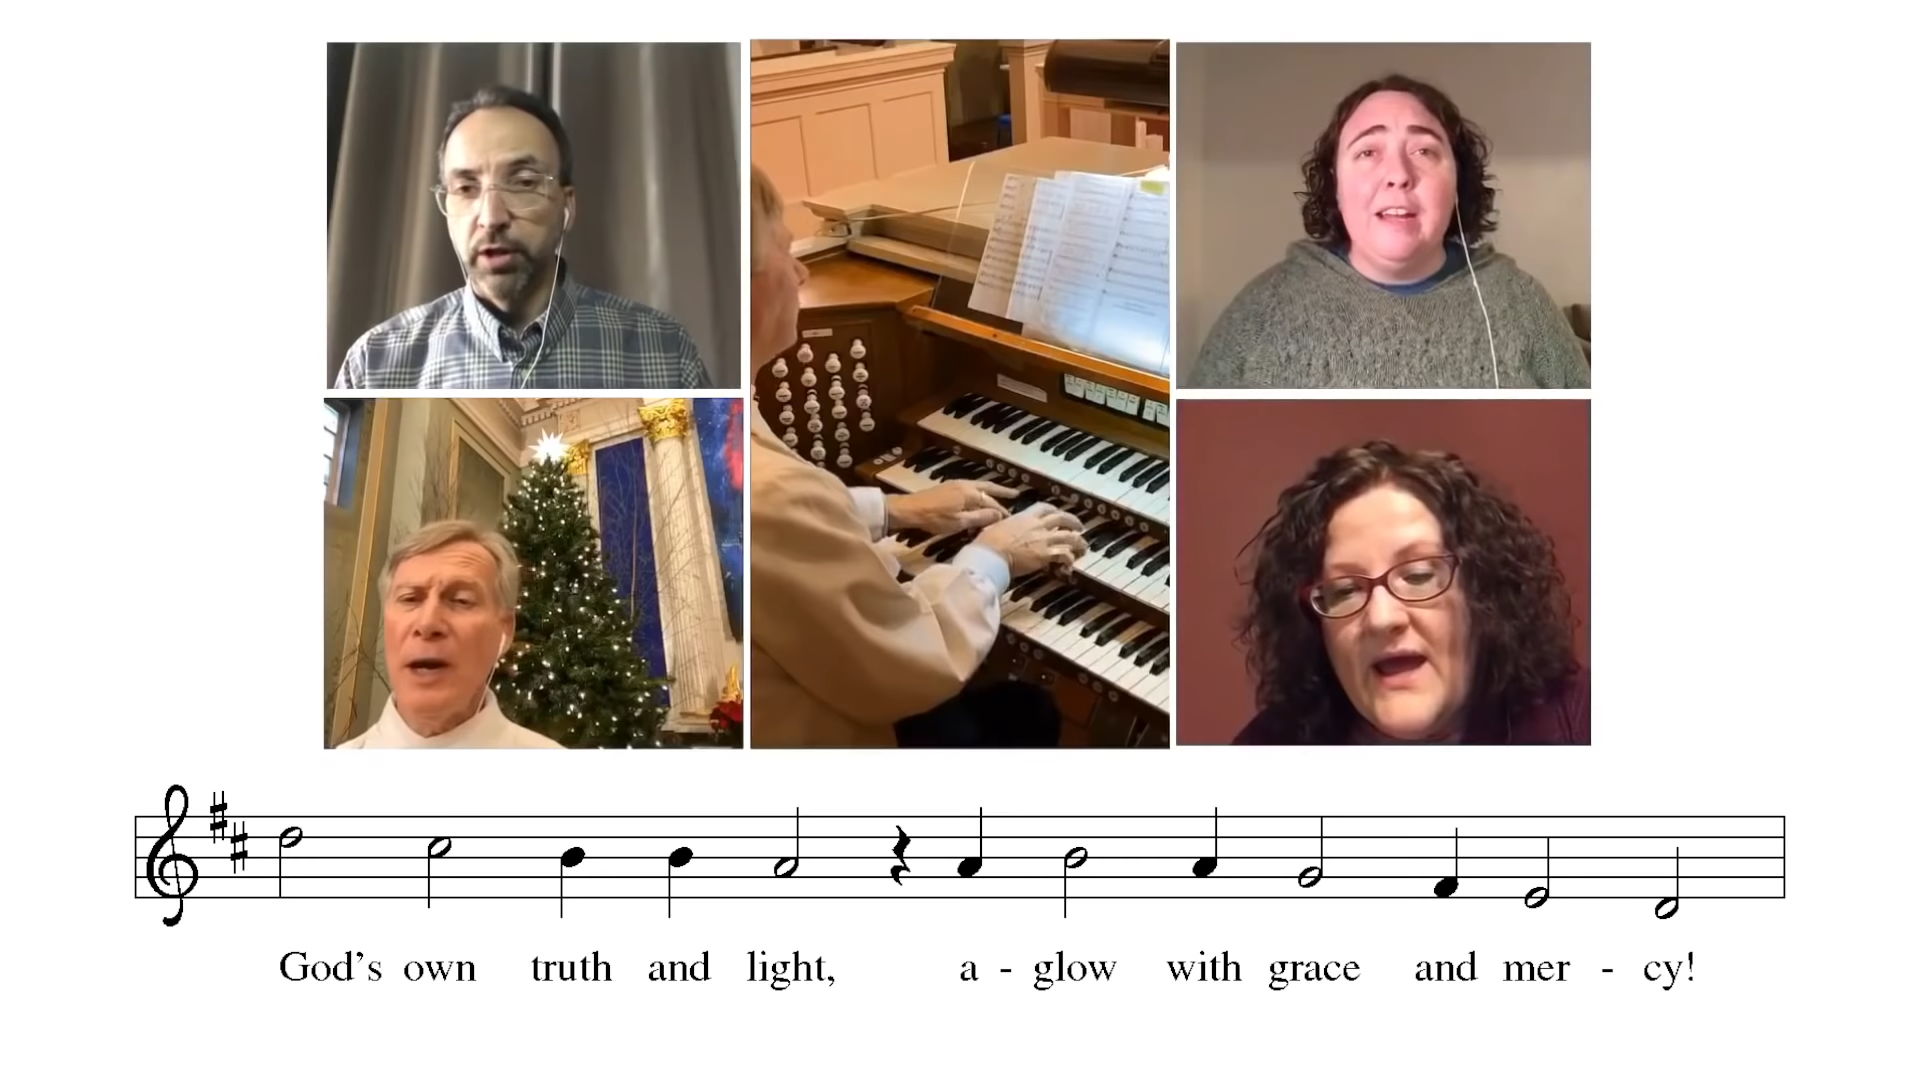 God's own truth and light, a - glow with grace and mer - cy!